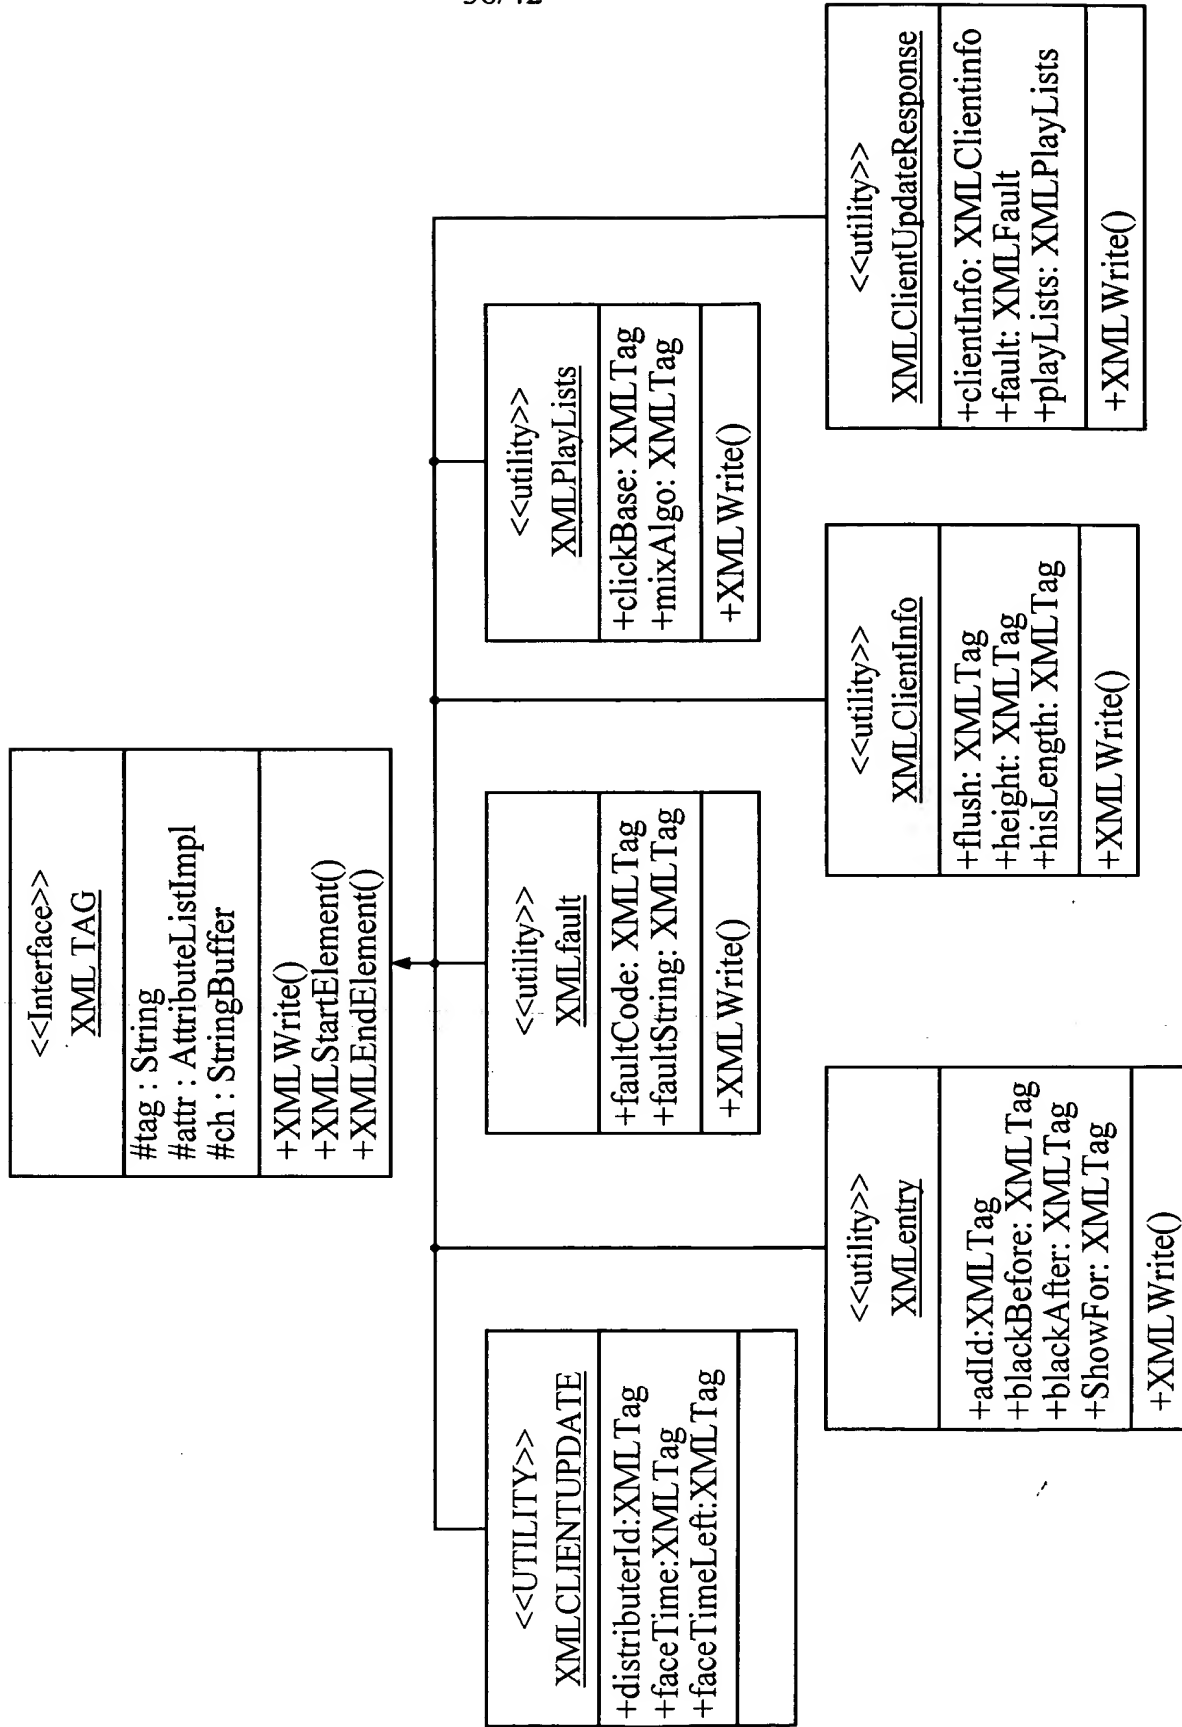 <<Interface>>
XML TAG
#tag : String
#attr : AttributeListImpl
#ch : StringBuffer
+XMLWrite()
+XMLStartElement()
+XMLEndElement()
<<UTILITY>>
XMLCLIENTUPDATE
+distributerId:XMLTag
+faceTime:XMLTag
+faceTimeLeft:XMLTag
<<utility>>
XMLfault
+faultCode: XMLTag
+faultString: XMLTag
+XMLWrite()
<<utility>>
XMLPlayLists
+clickBase: XMLTag
+mixAlgo: XMLTag
+XMLWrite()
<<utility>>
XMLentry
+adId:XMLTag
+blackBefore: XMLTag
+blackAfter: XMLTag
+ShowFor: XMLTag
+XMLWrite()
<<utility>>
XMLClientInfo
+flush: XMLTag
+height: XMLTag
+hisLength: XMLTag
+XMLWrite()
<<utility>>
XMLClientUpdateResponse
+clientInfo: XMLClientinfo
+fault: XMLFault
+playLists: XMLPlayLists
+XMLWrite()